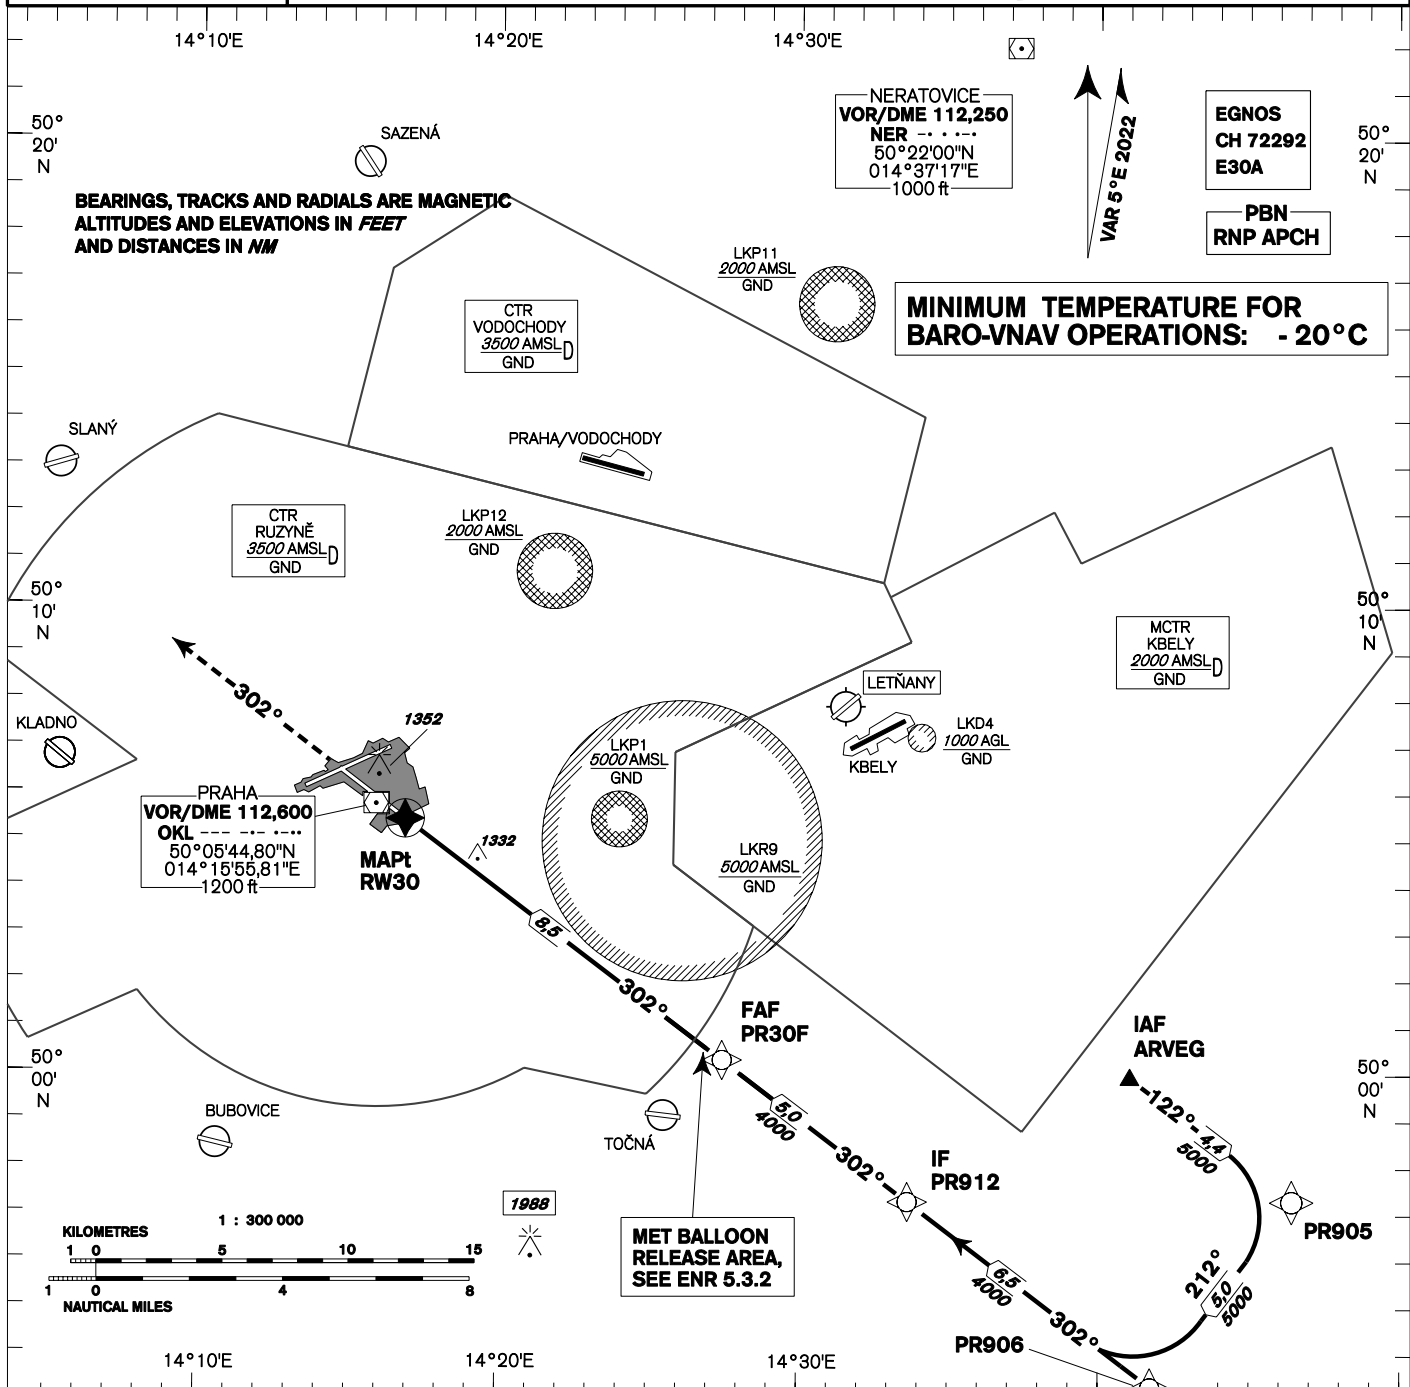 14°10'E
14°20'E
14°30'E
NERATOVICE
VOR/DME 112,250
NER -· · ·-·
50°22'00"N
014°37'17"E
1000 ft
VAR 5°E 2022
EGNOS
CH 72292
E30A
PBN
RNP APCH
50°
20'
N
50°
20'
N
SAZENÁ
BEARINGS, TRACKS AND RADIALS ARE MAGNETIC
ALTITUDES AND ELEVATIONS IN FEET
AND DISTANCES IN NM
LKP11
2000 AMSL
GND
MINIMUM TEMPERATURE FOR
BARO-VNAV OPERATIONS: - 20°C
CTR
VODOCHODY
3500 AMSL D
GND
SLANÝ
PRAHA/VODOCHODY
CTR
RUZYNĚ
3500 AMSL D
GND
LKP12
2000 AMSL
GND
50°
10'
N
50°
10'
N
MCTR
KBELY
2000 AMSL D
GND
302°
LETŇANY
KLADNO
1352
LKP1
5000 AMSL
GND
LKD4
1000 AGL
GND
KBELY
PRAHA
VOR/DME 112,600
OKL --- -·- ·-··
50°05'44,80"N
014°15'55,81"E
1200 ft
MAPt
RW30
1332
LKR9
5000 AMSL
GND
8,5
302°
FAF
PR30F
IAF
ARVEG
50°
00'
N
50°
00'
N
122°
4,4
5000
5,0
4000
BUBOVICE
TOČNÁ
302°
IF
PR912
1988
PR905
1 : 300 000
KILOMETRES
1 0 5 10 15
1 0 4 8
NAUTICAL MILES
MET BALLOON
RELEASE AREA,
SEE ENR 5.3.2
212°
5,0
5000
6,5
4000
302°
PR906
14°10'E
14°20'E
14°30'E